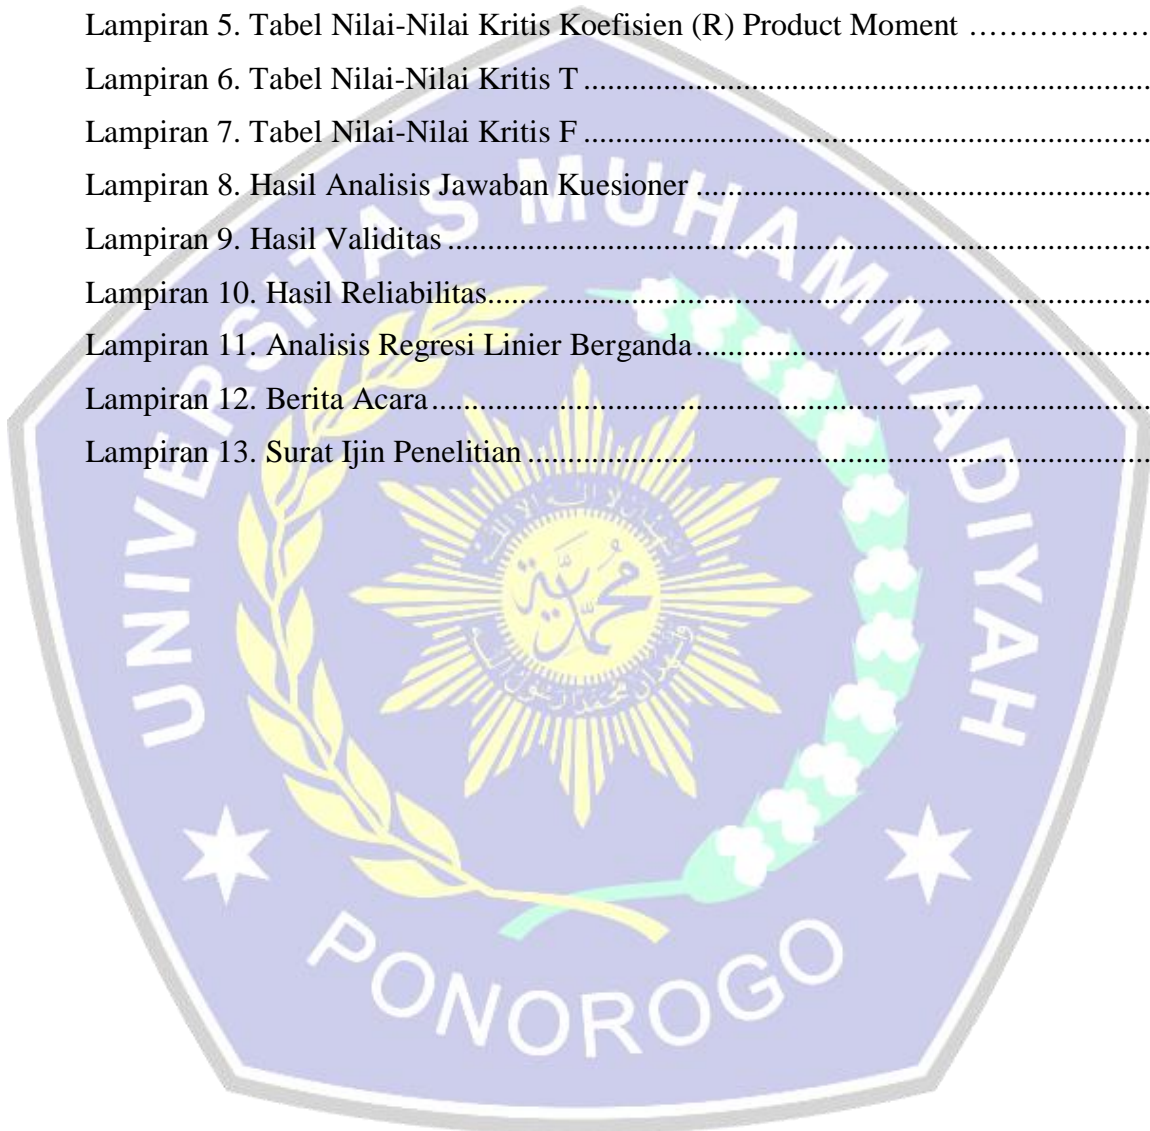 Lampiran 5. Tabel Nilai-Nilai Kritis Koefisien (R) Product Moment ………………
Lampiran 6. Tabel Nilai-Nilai Kritis T ......................................................................
Lampiran 7. Tabel Nilai-Nilai Kritis F ......................................................................
Lampiran 8. Hasil Analisis Jawaban Kuesioner ........................................................
Lampiran 9. Hasil Validitas .......................................................................................
Lampiran 10. Hasil Reliabilitas..................................................................................
Lampiran 11. Analisis Regresi Linier Berganda ........................................................
Lampiran 12. Berita Acara .........................................................................................
Lampiran 13. Surat Ijin Penelitian .............................................................................
UNIVERSITAS MUHAMMADIYAH
PONOROGO